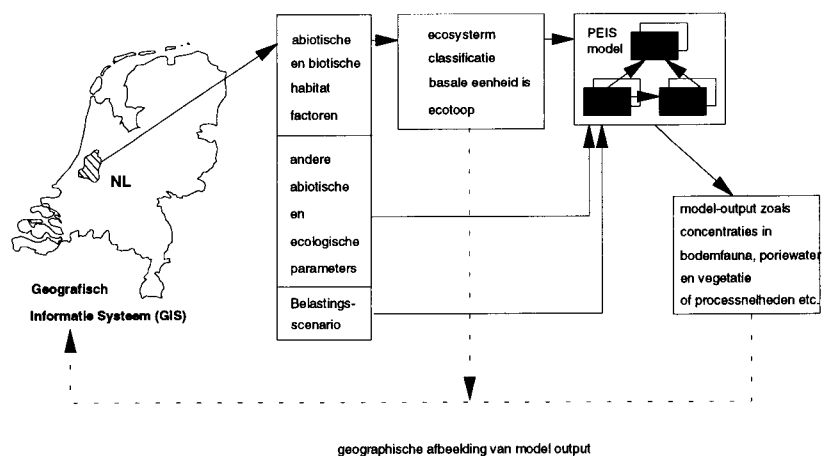 NL
Geografisch
Informatie Systeem (GIS)
abiotische
en biotische
habitat
factoren
andere
abiotische
en
ecologische
parameters
Belastings-
scenario
ecosysterm
classificatie
basale eenheid is
ecotoop
PEIS
model
model-output zoals
concentraties in
bodemfauna, poriewater
en vegetatie
of processnelheden etc.
geographische afbeelding van model output